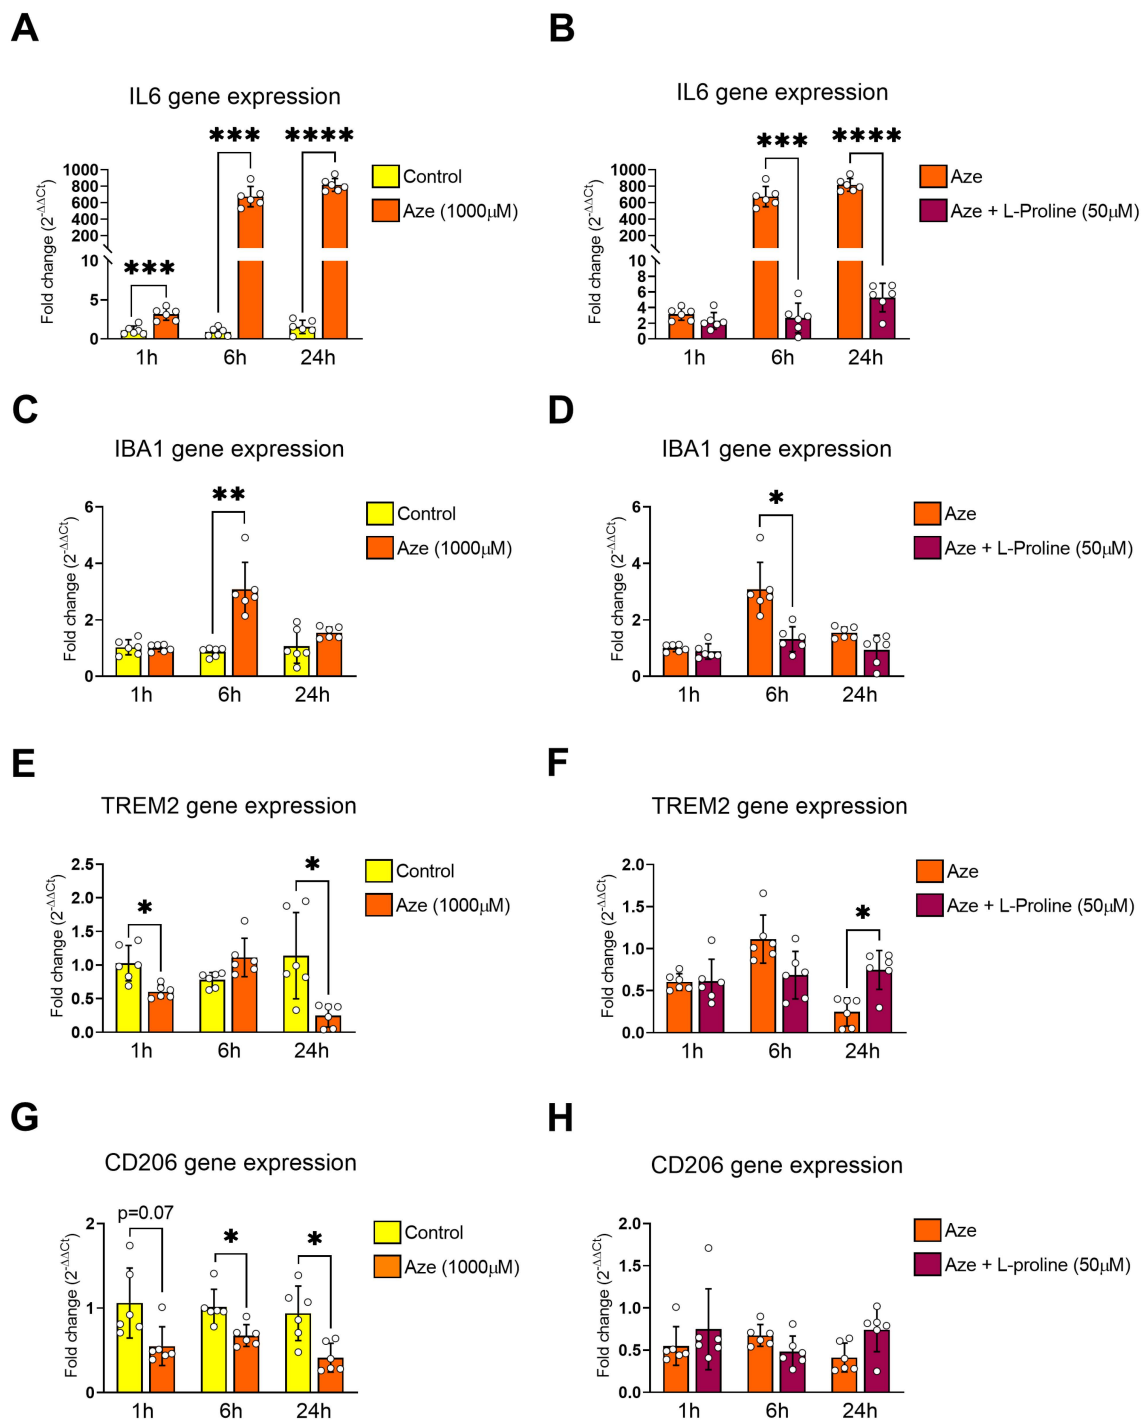 A
IL6 gene expression
*** **** ***
Fold change (2-ΔΔCt)
1000
800
600
400
200
10
5
0
1h 6h 24h
Control
Aze (1000μM)
B
IL6 gene expression
*** ****
Fold change (2-ΔΔCt)
1000
800
600
400
200
10
8
6
4
2
0
1h 6h 24h
Aze
Aze + L-Proline (50μM)
C
IBA1 gene expression
**
Fold change (2-ΔΔCt)
6
4
2
0
1h 6h 24h
Control
Aze (1000μM)
D
IBA1 gene expression
*
Fold change (2-ΔΔCt)
6
4
2
0
1h 6h 24h
Aze
Aze + L-Proline (50μM)
E
TREM2 gene expression
* *
Fold change (2-ΔΔCt)
2.5
2.0
1.5
1.0
0.5
0.0
1h 6h 24h
Control
Aze (1000μM)
F
TREM2 gene expression
*
Fold change (2-ΔΔCt)
2.0
1.5
1.0
0.5
0.0
1h 6h 24h
Aze
Aze + L-Proline (50μM)
G
CD206 gene expression
p=0.07 * *
Fold change (2-ΔΔCt)
2
1
0
1h 6h 24h
Control
Aze (1000μM)
H
CD206 gene expression
Fold change (2-ΔΔCt)
2.0
1.5
1.0
0.5
0.0
1h 6h 24h
Aze
Aze + L-proline (50μM)